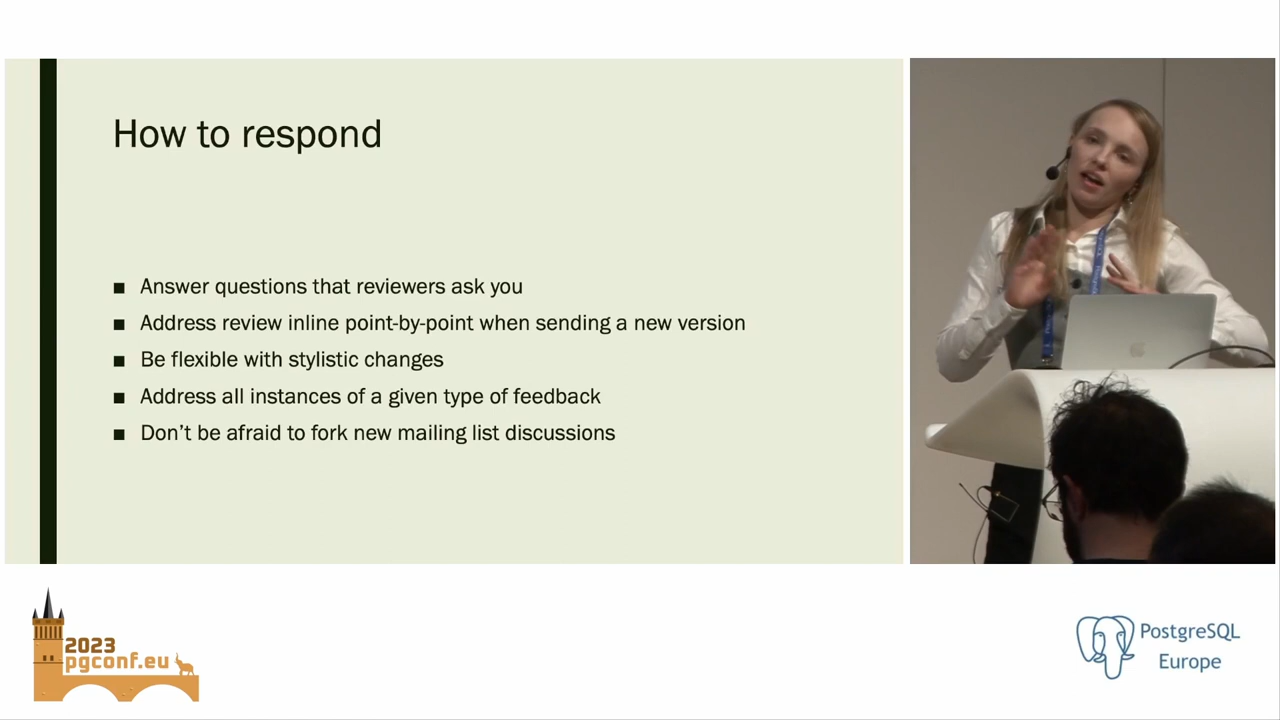 How to respond
■ Answer questions that reviewers ask you
■ Address review inline point-by-point when sending a new version
■ Be flexible with stylistic changes
■ Address all instances of a given type of feedback
■ Don’t be afraid to fork new mailing list discussions
2023
pgconf.eu
PostgreSQL
Europe